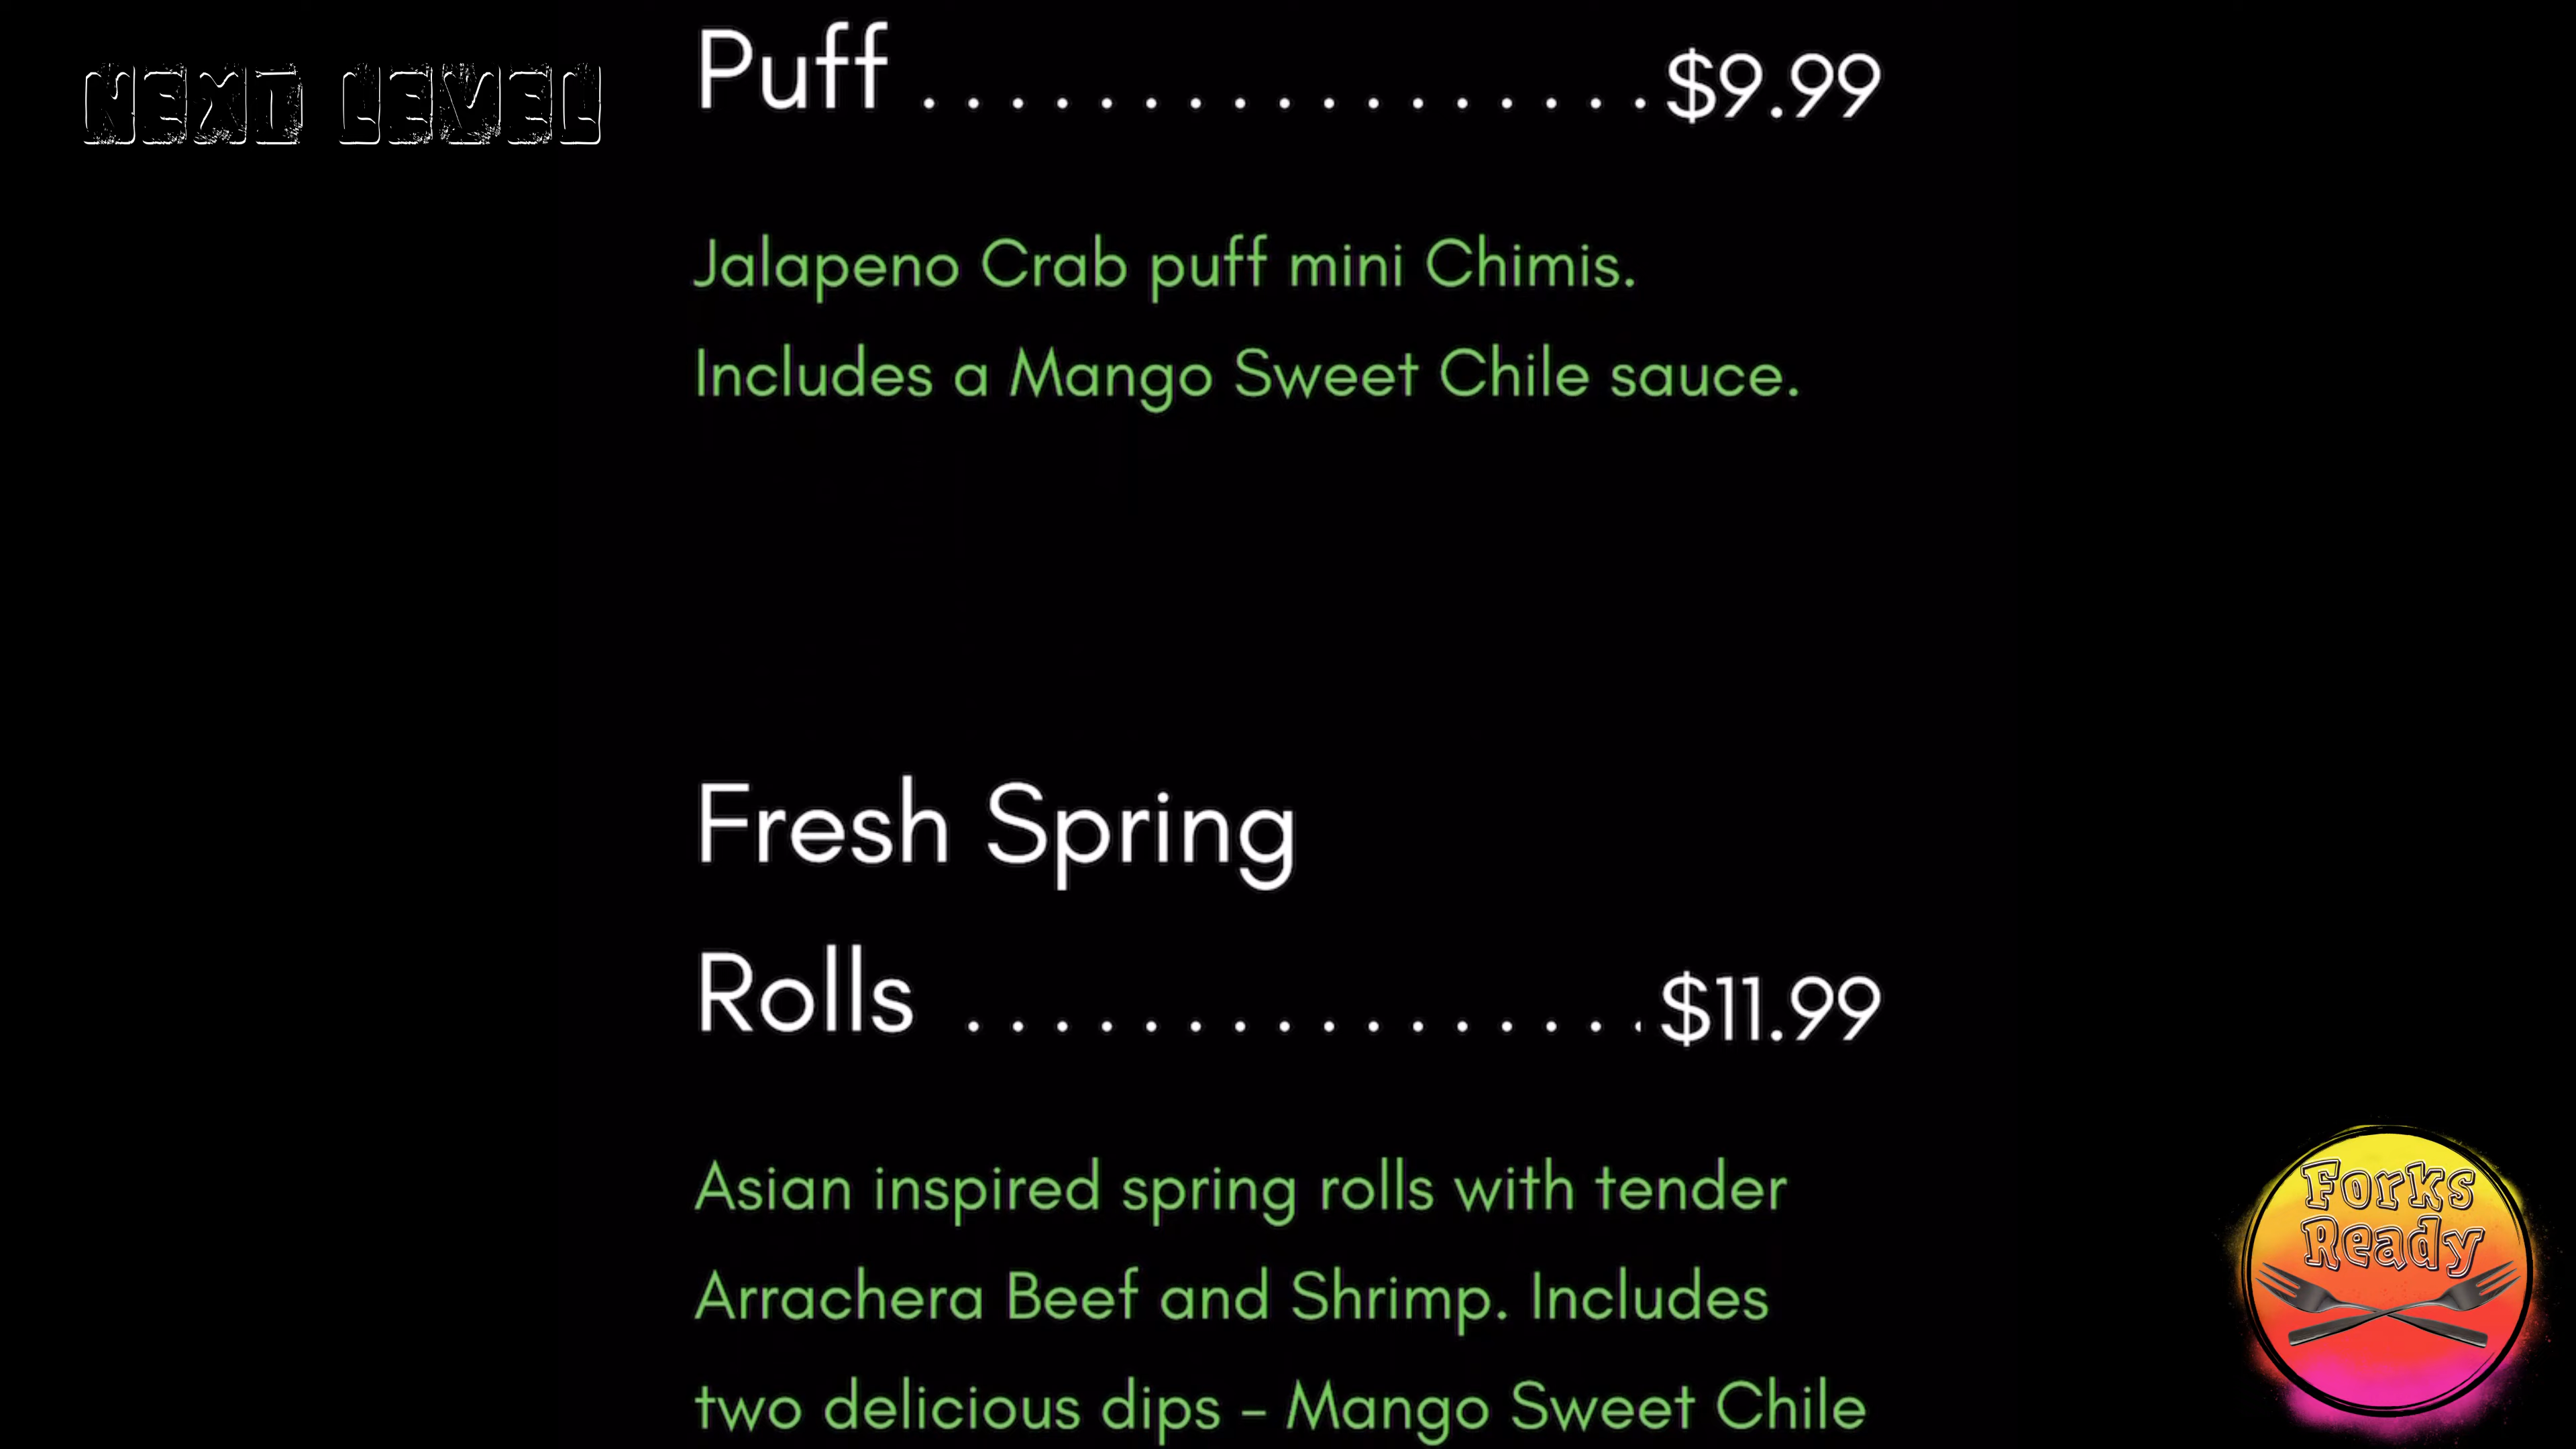 NEXT LEVEL
Puff ..................$9.99
Jalapeno Crab puff mini Chimis.
Includes a Mango Sweet Chile sauce.
Fresh Spring
Rolls ................$11.99
Asian inspired spring rolls with tender
Arrachera Beef and Shrimp. Includes
two delicious dips - Mango Sweet Chile
Forks
Ready